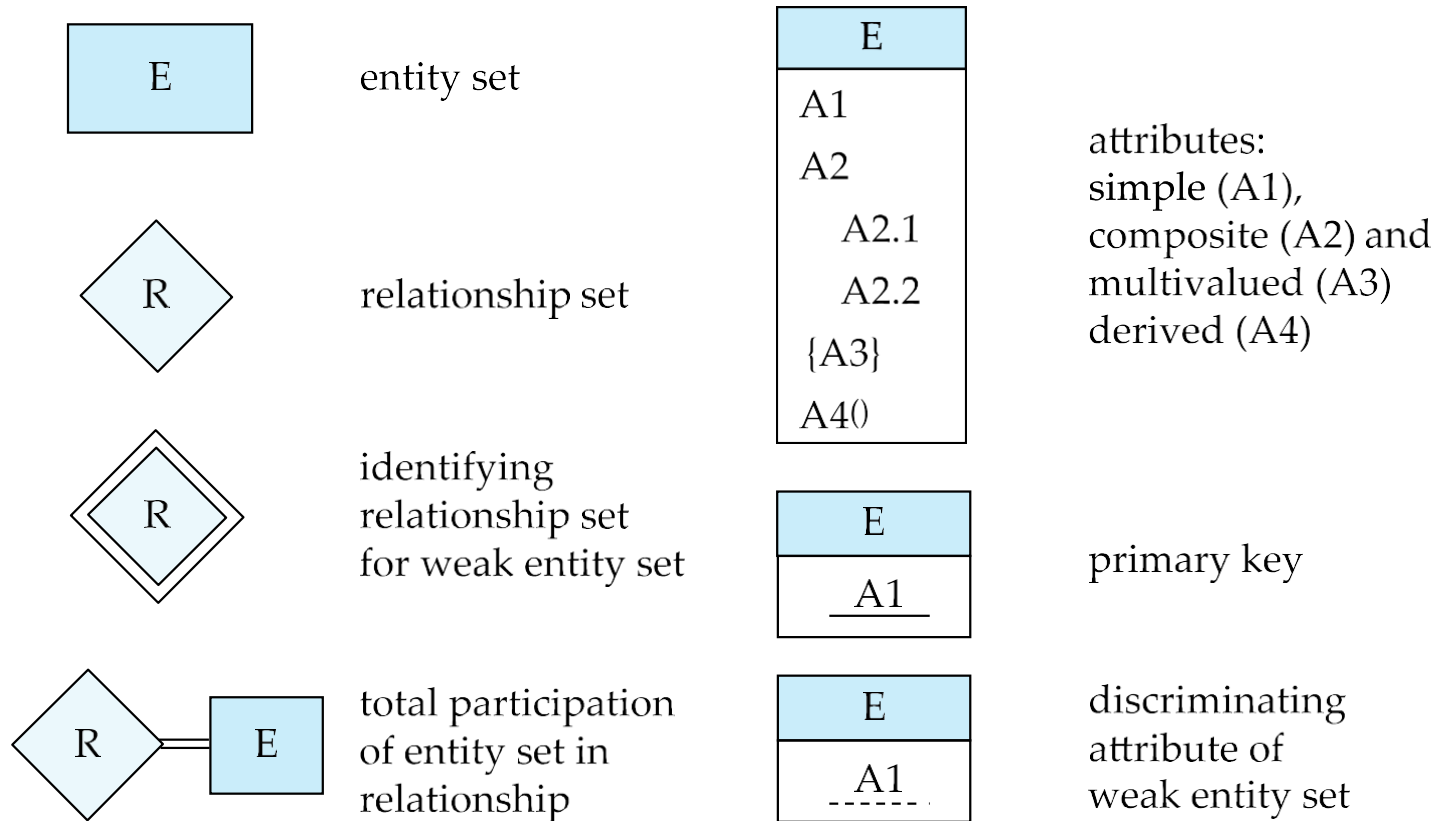 E
entity set
R
relationship set
R
identifying
relationship set
for weak entity set
R
E
total participation
of entity set in
relationship
E
A1
A2
A2.1
A2.2
{A3}
A4()
attributes:
simple (A1),
composite (A2) and
multivalued (A3)
derived (A4)
E
A1
primary key
E
A1
discriminating
attribute of
weak entity set